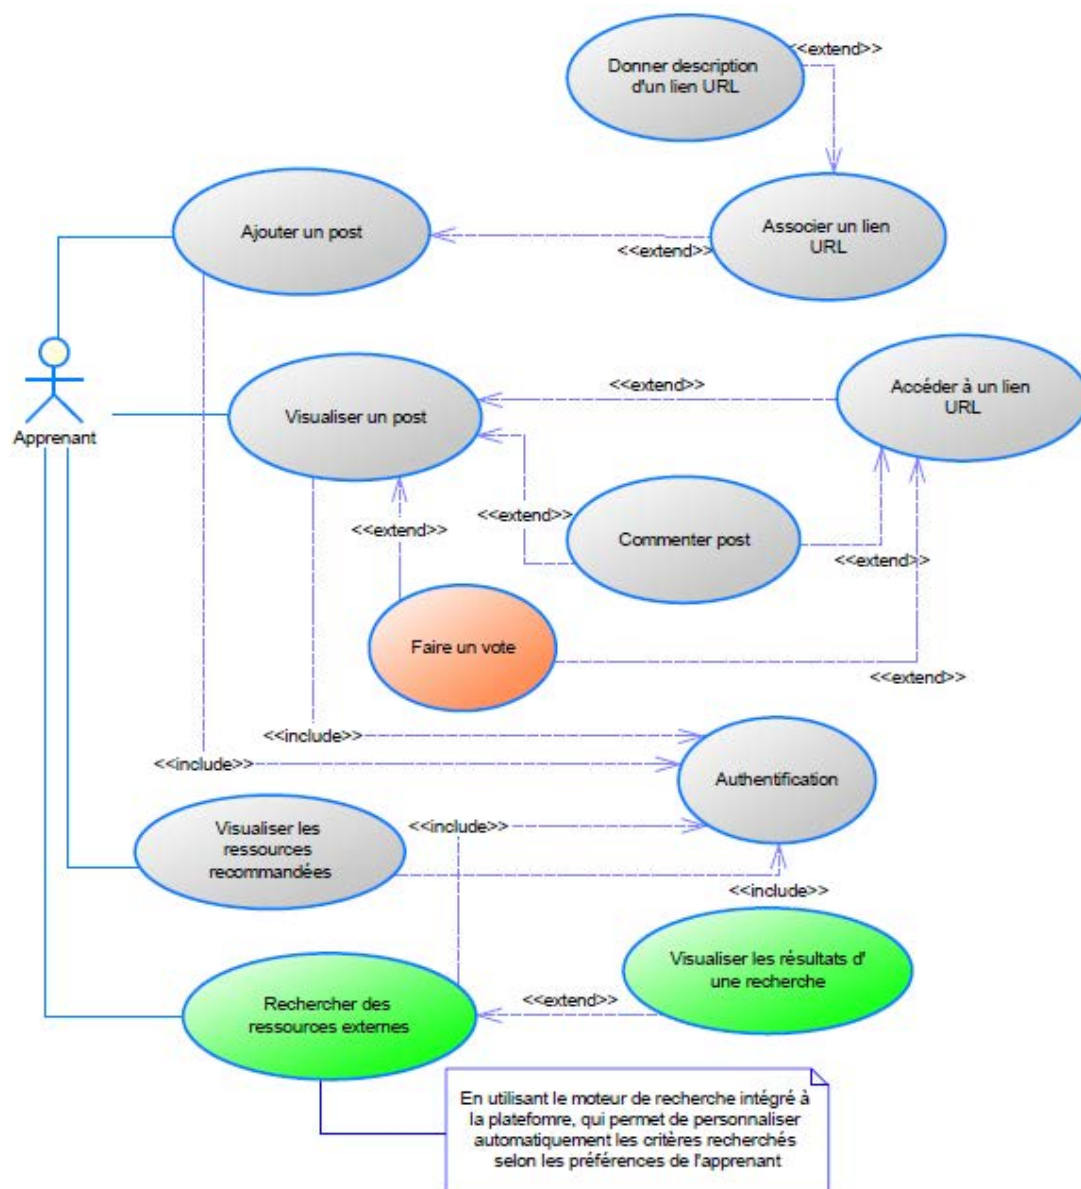 <<extend>>
Donner description
d'un lien URL
Ajouter un post
Associer un lien
URL
<<extend>>
Apprenant
Visualiser un post
<<extend>>
Accéder à un lien
URL
<<extend>>
<<extend>>
Commenter post
<<extend>>
Faire un vote
<<extend>>
<<include>>
<<include>>
Authentification
Visualiser les
ressources
recommandées
<<include>>
<<include>>
Visualiser les résultats d'
une recherche
Rechercher des
ressources externes
<<extend>>
En utilisant le moteur de recherche intégré à
la platefomre, qui permet de personnaliser
automatiquement les critères recherchés
selon les préférences de l'apprenant